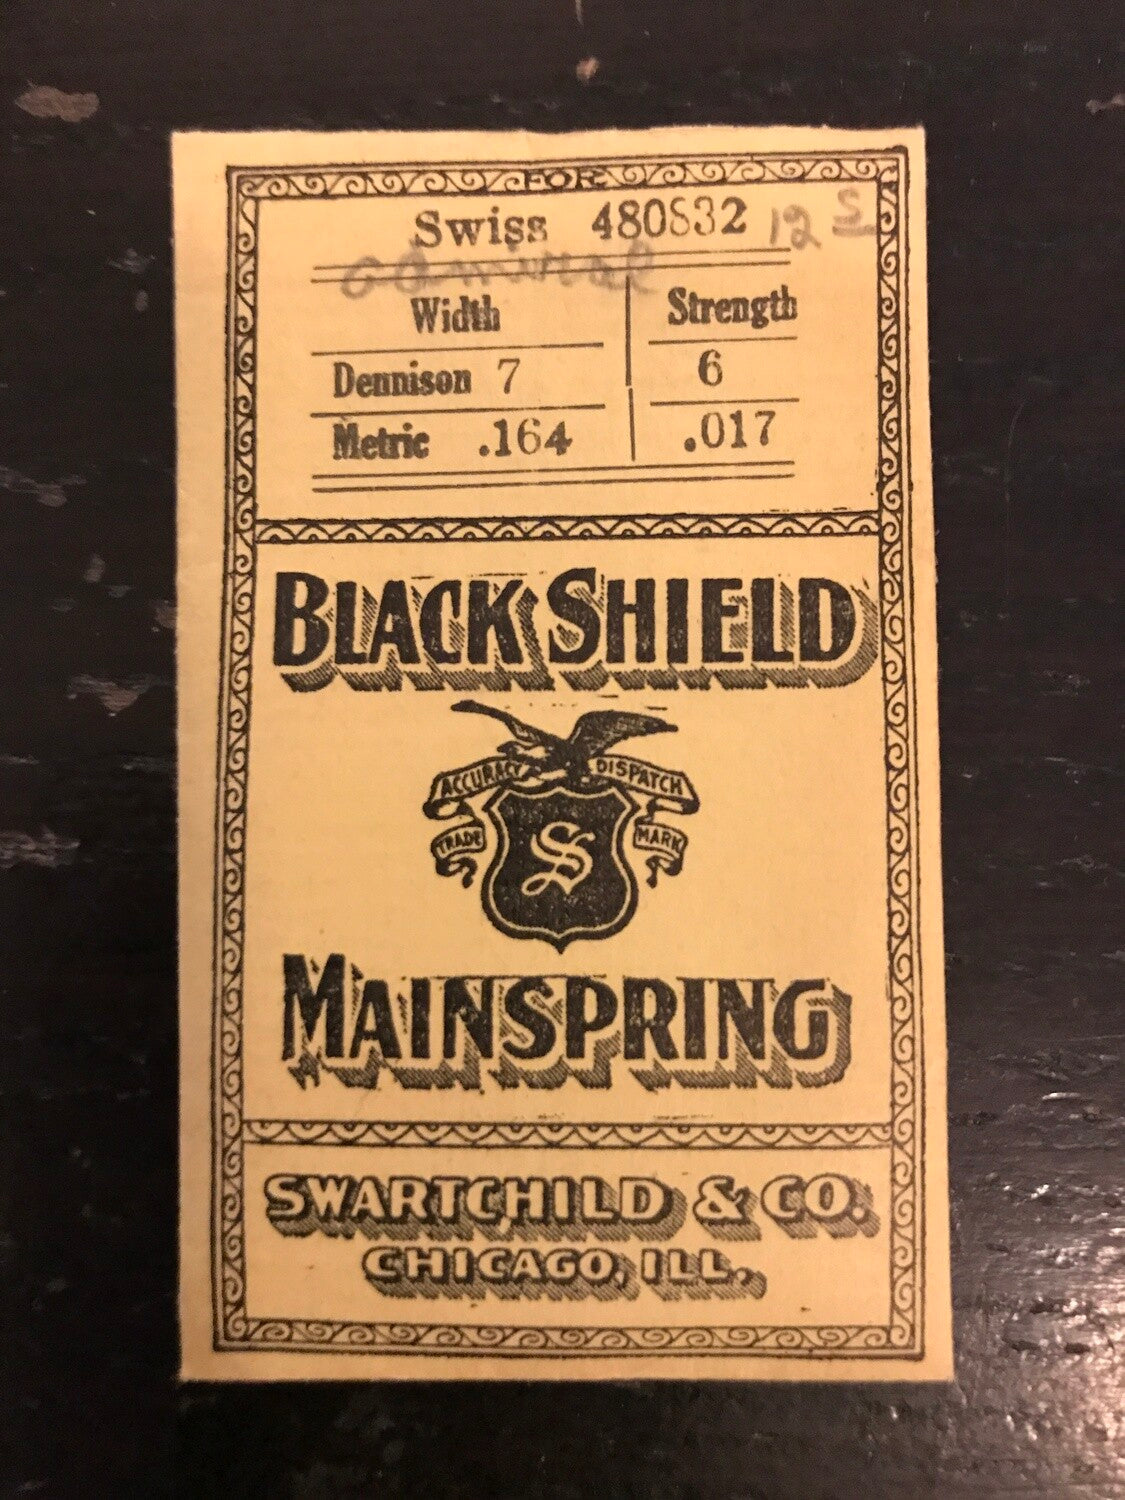 FOR
Swiss 480832 12 S
admiral
Width Strength
Dennison 7 6
Metric .164 .017
BLACK SHIELD
ACCURACY DISPATCH
TRADE S MARK
MAINSPRING
SWARTCHILD & CO.
CHICAGO, ILL.